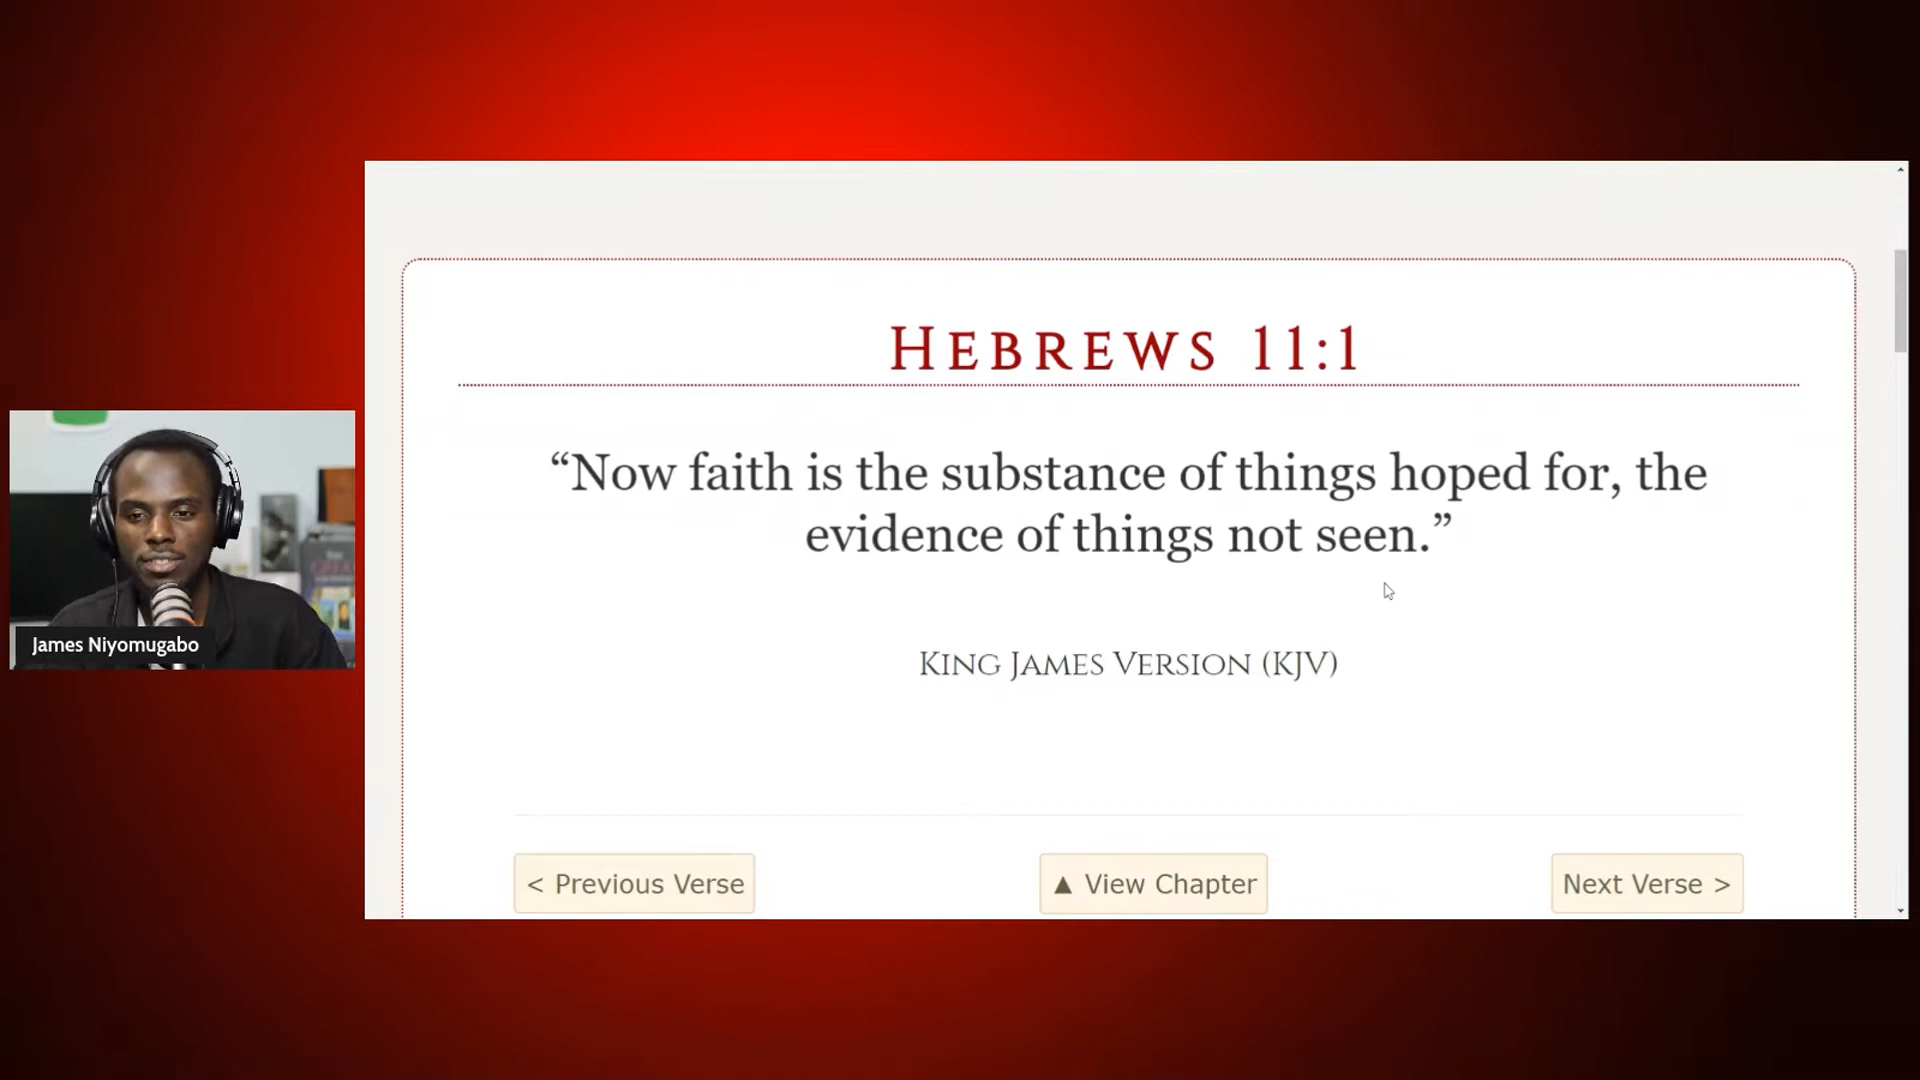 HEBREWS 11:1
“Now faith is the substance of things hoped for, the
evidence of things not seen.”
KING JAMES VERSION (KJV)
James Niyomugabo
< Previous Verse
▲ View Chapter
Next Verse >